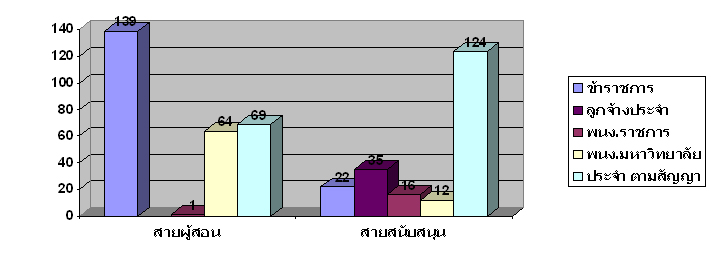 139
140
124
120
100
80
69
64
60
40
35
22
20
16
12
1
0
สายผู้สอน สายสนับสนุน
ข้าราชการ
ลูกจ้างประจำ
พนง.ราชการ
พนง.มหาวิทยาลัย
ประจำ ตามสัญญา